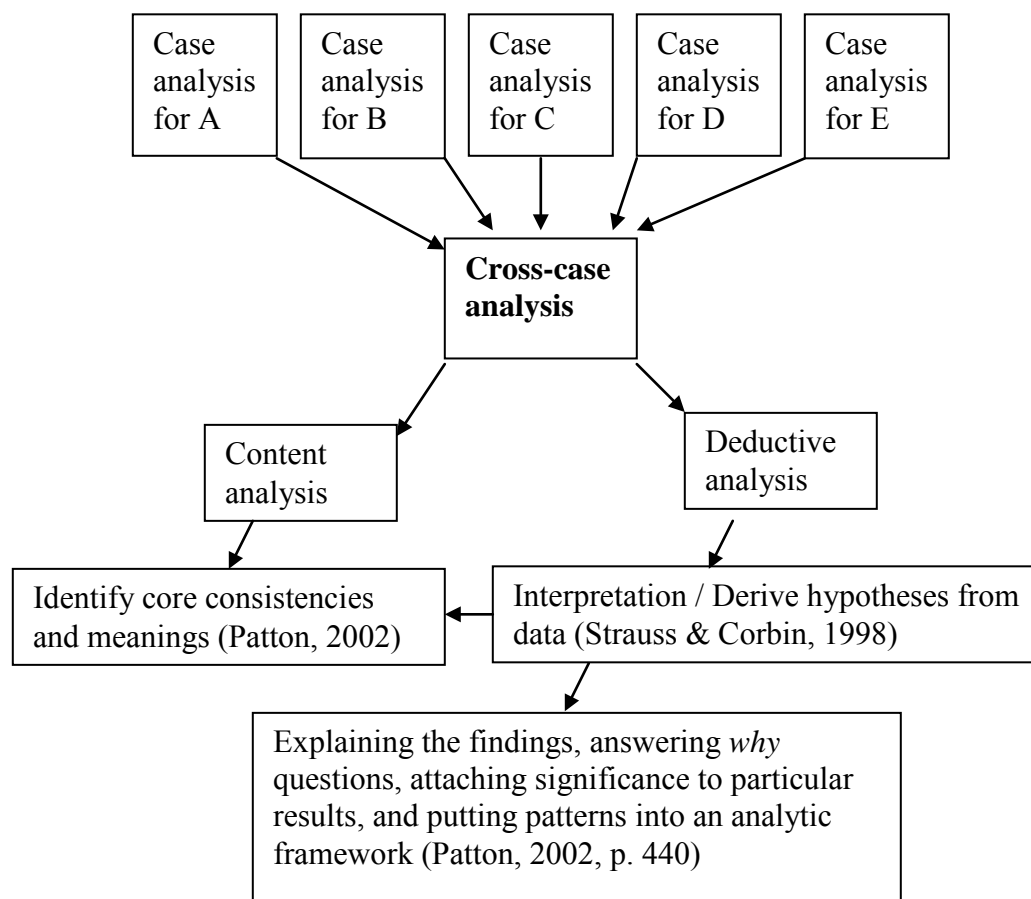 Case
analysis
for A
Case
analysis
for B
Case
analysis
for C
Case
analysis
for D
Case
analysis
for E
Cross-case
analysis
Content
analysis
Deductive
analysis
Identify core consistencies
and meanings (Patton, 2002)
Interpretation / Derive hypotheses from
data (Strauss & Corbin, 1998)
Explaining the findings, answering why
questions, attaching significance to particular
results, and putting patterns into an analytic
framework (Patton, 2002, p. 440)